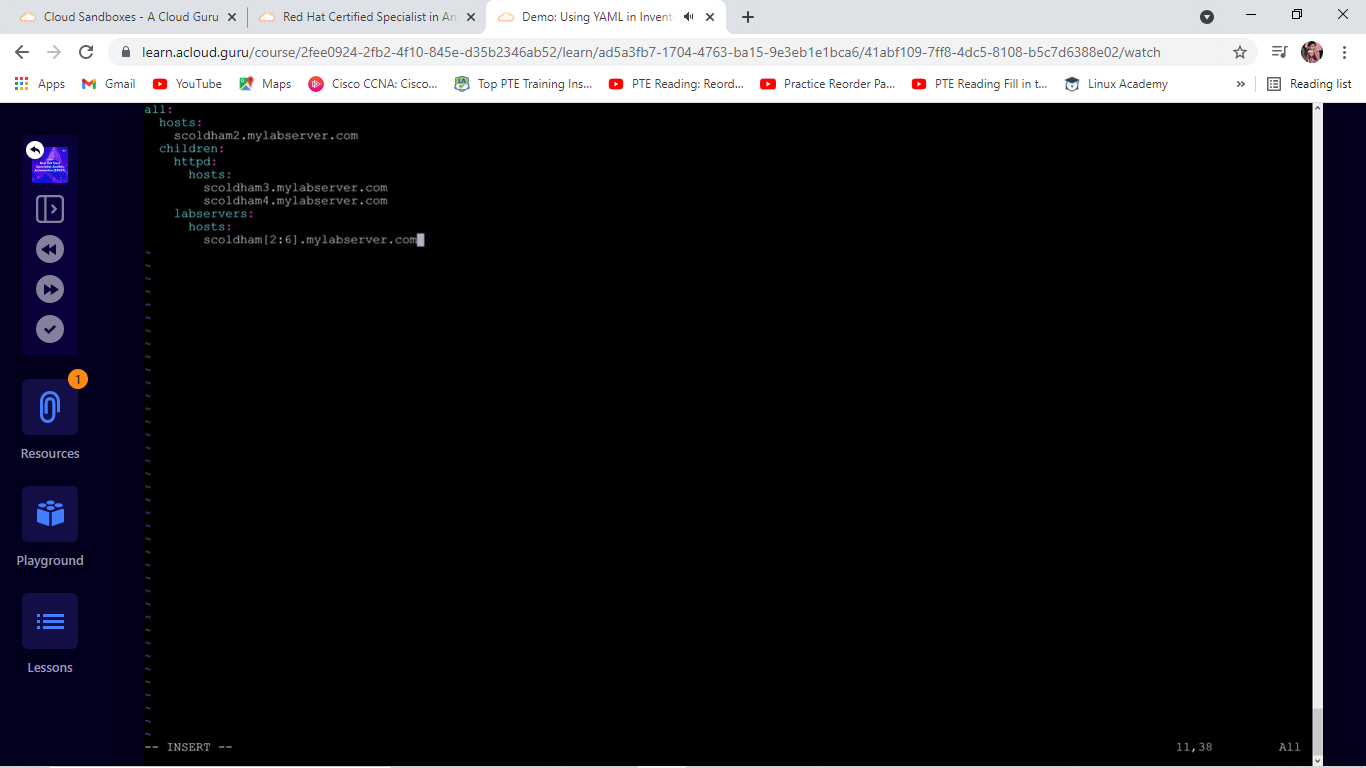 Cloud Sandboxes - A Cloud Guru
Red Hat Certified Specialist in An
Demo: Using YAML in Invent
learn.acloud.guru/course/2fee0924-2fb2-4f10-845e-d35b2346ab52/learn/ad5a3fb7-1704-4763-ba15-9e3eb1e1bca6/41abf109-7ff8-4dc5-8108-b5c7d6388e02/watch
Apps Gmail YouTube Maps Cisco CCNA: Cisco... Top PTE Training Ins... PTE Reading: Reord... Practice Reorder Pa... PTE Reading Fill in t... Linux Academy » Reading list
all:
  hosts:
    scoldham2.mylabserver.com
  children:
    httpd:
      hosts:
        scoldham3.mylabserver.com
        scoldham4.mylabserver.com
    labservers:
      hosts:
        scoldham[2:6].mylabserver.com
1
Resources
Playground
Lessons
-- INSERT -- 11,38 All